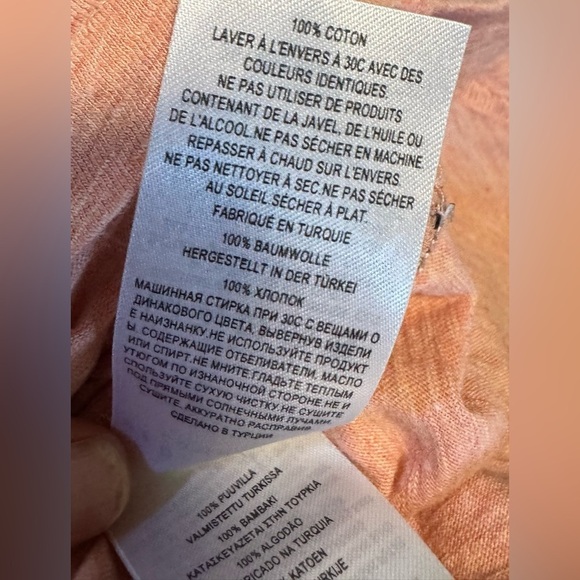 100% COTON
LAVER À L'ENVERS À 30C AVEC DES
COULEURS IDENTIQUES.
NE PAS UTILISER DE PRODUITS
CONTENANT DE LA JAVEL, DE L'HUILE OU
DE L'ALCOOL.NE PAS SÉCHER EN MACHINE
REPASSER À CHAUD SUR L'ENVERS.
NE PAS NETTOYER À SEC.NE PAS SÉCHER
AU SOLEIL.SÉCHER À PLAT.
FABRIQUÉ EN TURQUIE
100% BAUMWOLLE
HERGESTELLT IN DER TÜRKEI
100% ХЛОПОК
МАШИННАЯ СТИРКА ПРИ 30С С ВЕЩАМИ О
ДИНАКОВОГО ЦВЕТА, ВЫВЕРНУВ ИЗДЕЛИ
Е НАИЗНАНКУ.НЕ ИСПОЛЬЗУЙТЕ ПРОДУКТ
Ы, СОДЕРЖАЩИЕ ОТБЕЛИВАТЕЛИ, МАСЛО
ИЛИ СПИРТ.НЕ МНИТЕ.ГЛАДЬТЕ ТЕПЛЫМ
УТЮГОМ ПО ИЗНАНОЧНОЙ СТОРОНЕ.НЕ И
СПОЛЬЗУЙТЕ СУХУЮ ЧИСТКУ.НЕ СУШИТЕ
ПОД ПРЯМЫМИ СОЛНЕЧНЫМИ ЛУЧАМИ.
СУШИТЕ, АККУРАТНО РАСПРАВИВ
СДЕЛАНО В ТУРЦИИ
100% PUUVILLA
VALMISTETTU TURKISSA
100% BAMBAKI
ΚΑΤΑΣΚΕΥΑΖΕΤΑΙ ΣΤΗΝ ΤΟΥΡΚΙΑ
100% ALGODÃO
FABRICADO NA TURQUIA
KATOEN
TURKIJE